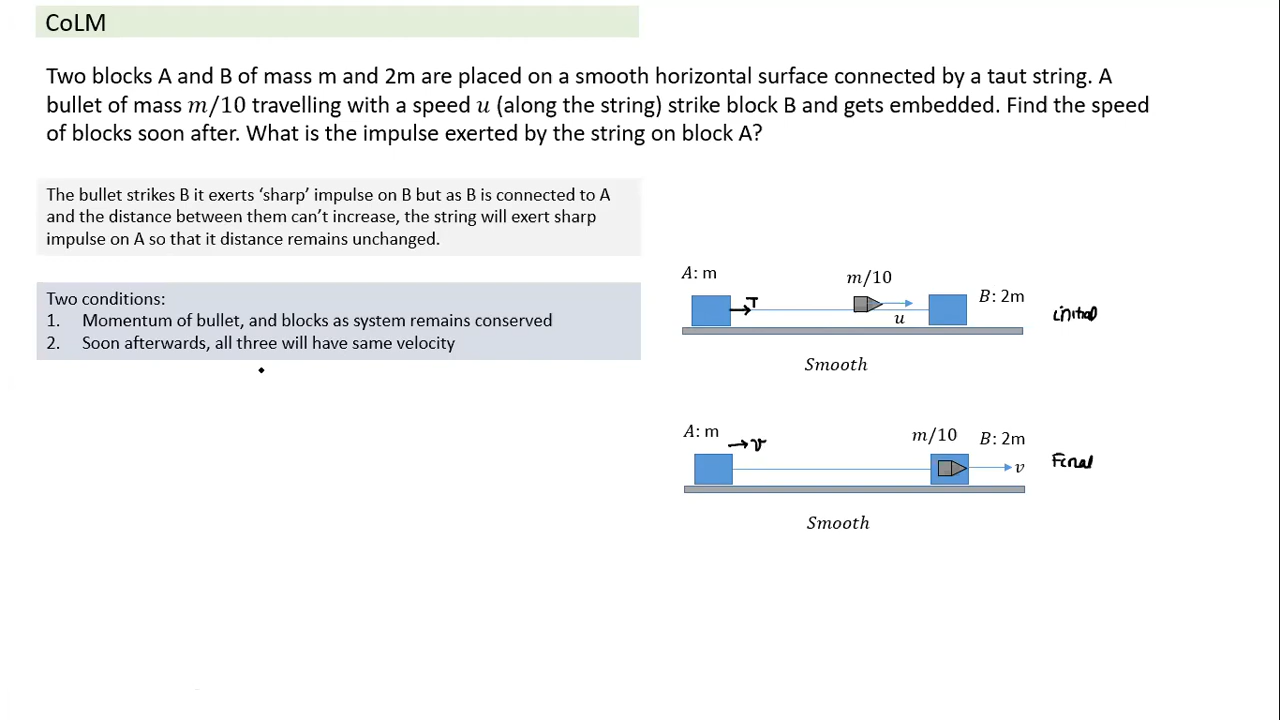 CoLM
Two blocks A and B of mass m and 2m are placed on a smooth horizontal surface connected by a taut string. A
bullet of mass m/10 travelling with a speed u (along the string) strike block B and gets embedded. Find the speed
of blocks soon after. What is the impulse exerted by the string on block A?
The bullet strikes B it exerts ‘sharp’ impulse on B but as B is connected to A
and the distance between them can’t increase, the string will exert sharp
impulse on A so that it distance remains unchanged.
Two conditions:
1. Momentum of bullet, and blocks as system remains conserved
2. Soon afterwards, all three will have same velocity
A: m
m/10
B: 2m
T
u
initial
Smooth
A: m
v
m/10
B: 2m
v
Final
Smooth